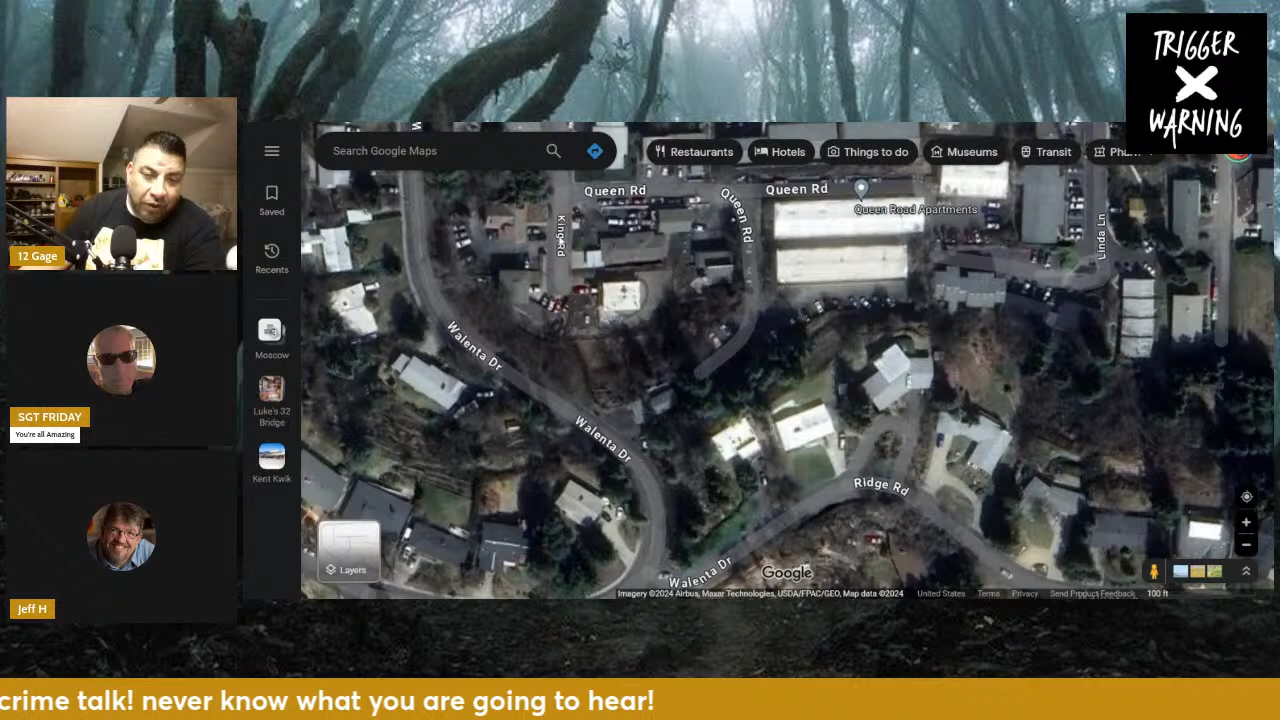 TRIGGER
WARNING
Search Google Maps
Restaurants
Hotels
Things to do
Museums
Transit
Saved
Recents
Moscow
Luke's 32
Bridge
Kent Kwik
Queen Rd
Queen Rd
Queen Rd
Queen Road Apartments
King Rd
Linda Ln
Walenta Dr
Walenta Dr
Ridge Rd
Walenta Dr
Layers
Google
Imagery ©2024 Airbus, Maxar Technologies, USDA/FPAC/GEO, Map data ©2024
United States
Terms
Privacy
Send Product Feedback
100 ft
12 Gage
SGT FRIDAY
You're all Amazing
Jeff H
crime talk! never know what you are going to hear!